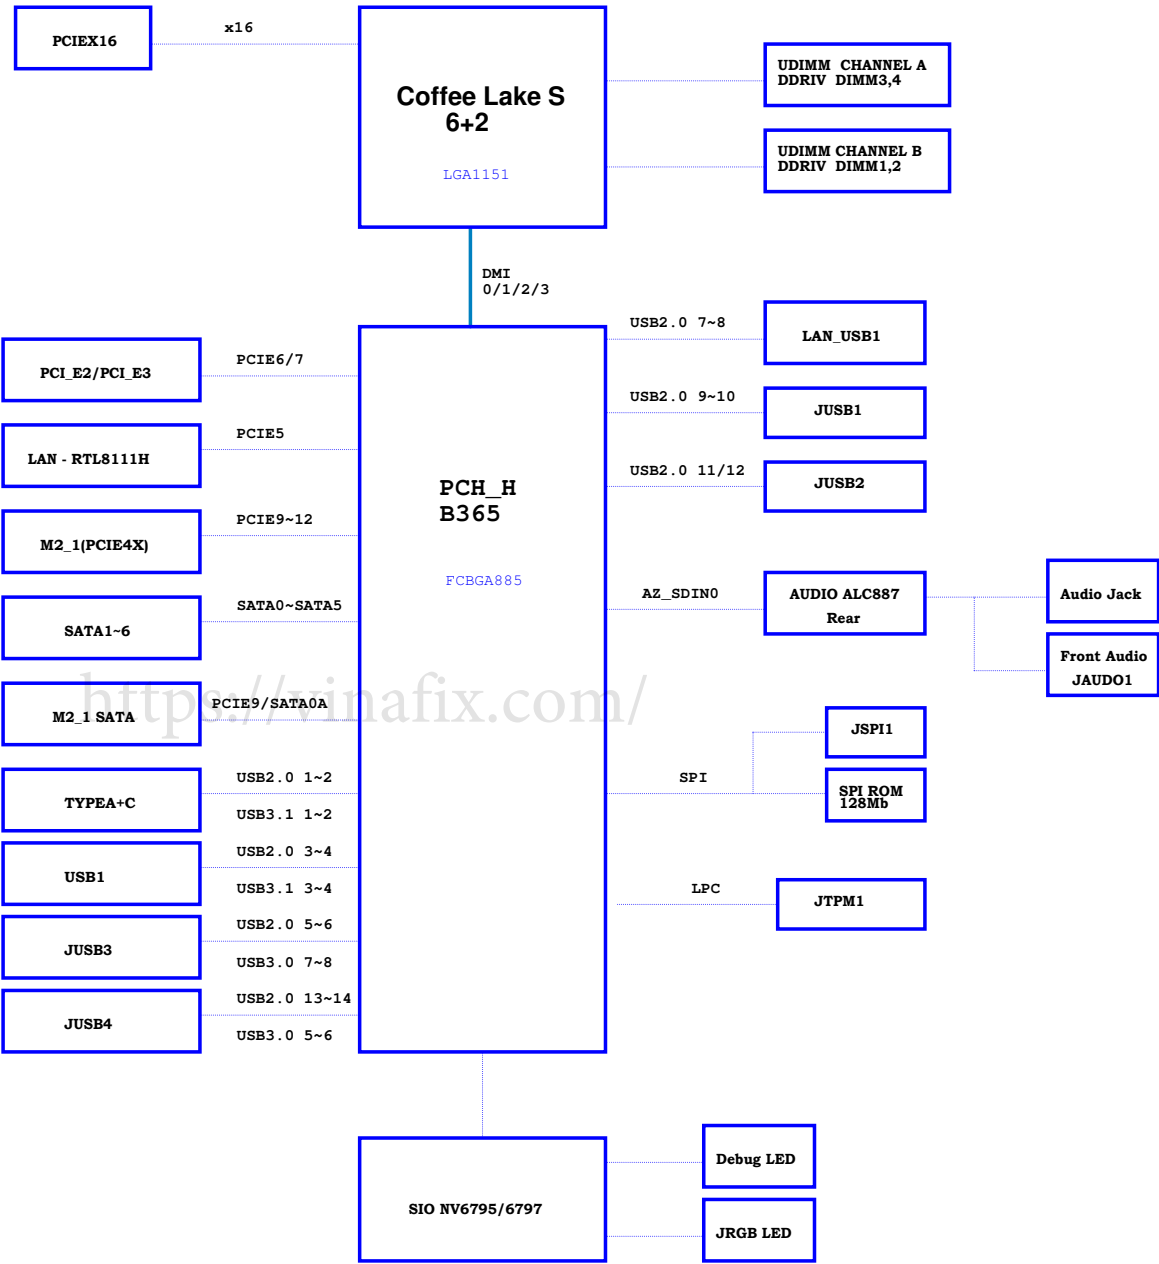 PCIEX16
x16
Coffee Lake S
6+2
LGA1151
UDIMM CHANNEL A
DDRIV DIMM3,4
UDIMM CHANNEL B
DDRIV DIMM1,2
DMI
0/1/2/3
PCI_E2/PCI_E3
PCIE6/7
LAN - RTL8111H
PCIE5
M2_1(PCIE4X)
PCIE9~12
SATA1~6
SATA0~SATA5
M2_1 SATA
PCIE9/SATA0A
TYPEA+C
USB2.0 1~2
USB3.1 1~2
USB1
USB2.0 3~4
USB3.1 3~4
JUSB3
USB2.0 5~6
USB3.0 7~8
JUSB4
USB2.0 13~14
USB3.0 5~6
PCH_H
B365
FCBGA885
USB2.0 7~8
LAN_USB1
USB2.0 9~10
JUSB1
USB2.0 11/12
JUSB2
AZ_SDIN0
AUDIO ALC887
Rear
Audio Jack
Front Audio
JAUDO1
SPI
JSPI1
SPI ROM
128Mb
LPC
JTPM1
SIO NV6795/6797
Debug LED
JRGB LED
https://vinafix.com/